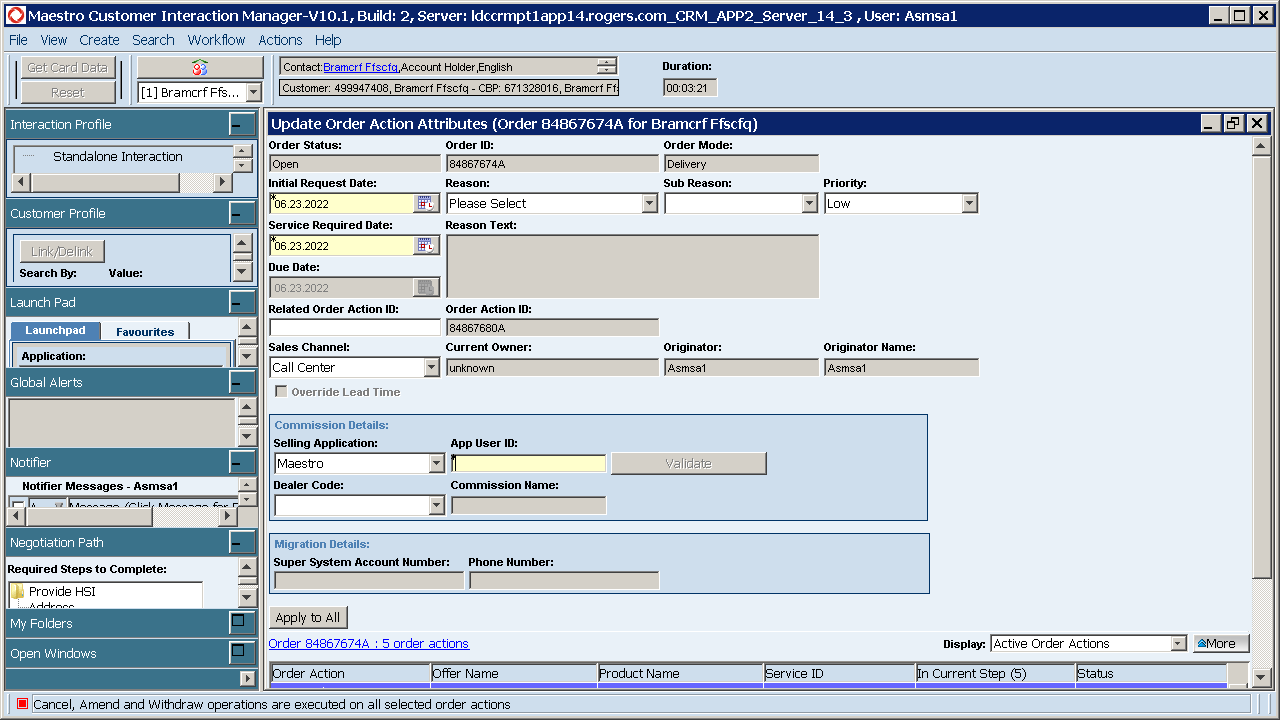 Maestro Customer Interaction Manager-V10.1, Build: 2, Server: ldccrmpt1app14.rogers.com_CRM_APP2_Server_14_3 , User: Asmsa1
File View Create Search Workflow Actions Help
Get Card Data
Reset
[1] Bramcrf Ffs...
Contact:Bramcrf Ffscfq,Account Holder,English
Customer: 499947408, Bramcrf Ffscfq - CBP: 671328016, Bramcrf Ff
Duration:
00:03:21
Interaction Profile
Standalone Interaction
Customer Profile
Link/Delink
Search By: Value:
Launch Pad
Launchpad Favourites
Application:
Global Alerts
Notifier
Notifier Messages - Asmsa1
Message (Click Message for
Negotiation Path
Required Steps to Complete:
Provide HSI
Address
My Folders
Open Windows
Update Order Action Attributes (Order 84867674A for Bramcrf Ffscfq)
Order Status: Order ID: Order Mode:
Open 84867674A Delivery
Initial Request Date: Reason: Sub Reason: Priority:
*06.23.2022 Please Select Low
Service Required Date: Reason Text:
*06.23.2022
Due Date:
06.23.2022
Related Order Action ID: Order Action ID:
84867680A
Sales Channel: Current Owner: Originator: Originator Name:
Call Center unknown Asmsa1 Asmsa1
Override Lead Time
Commission Details:
Selling Application: App User ID:
Maestro * Validate
Dealer Code: Commission Name:
Migration Details:
Super System Account Number: Phone Number:
Apply to All
Order 84867674A : 5 order actions Display: Active Order Actions More
Order Action Offer Name Product Name Service ID In Current Step (5) Status
Cancel, Amend and Withdraw operations are executed on all selected order actions